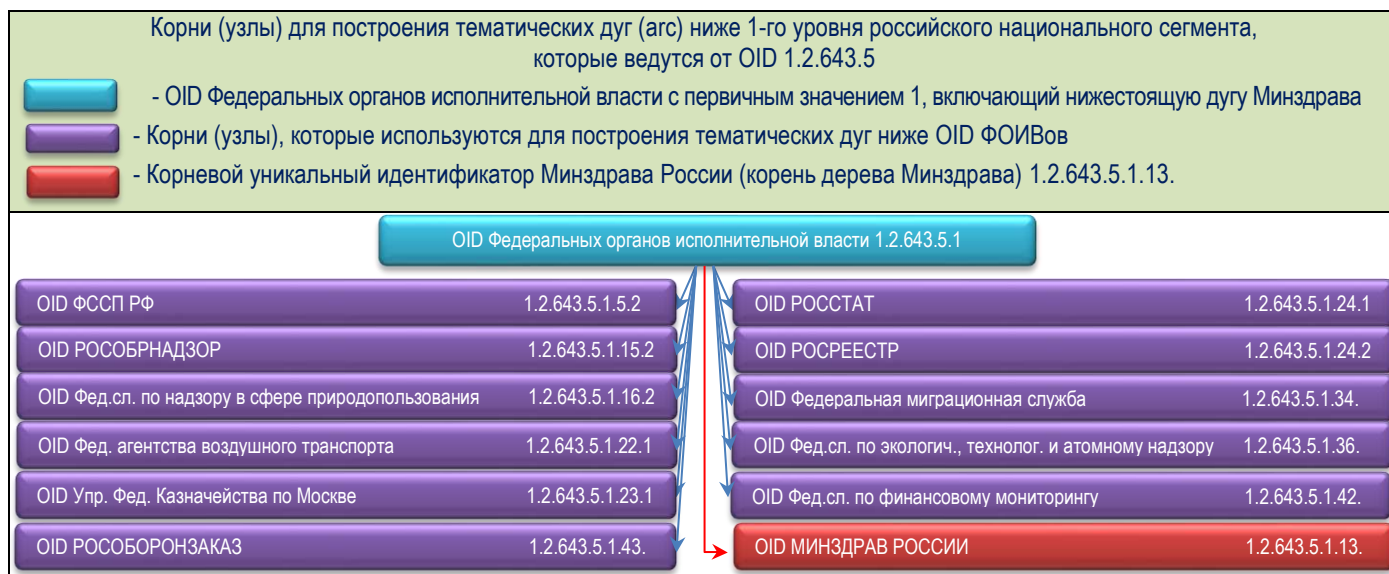 Корни (узлы) для построения тематических дуг (arc) ниже 1-го уровня российского национального сегмента,
которые ведутся от OID 1.2.643.5
- OID Федеральных органов исполнительной власти с первичным значением 1, включающий нижестоящую дугу Минздрава
- Корни (узлы), которые используются для построения тематических дуг ниже OID ФОИВов
- Корневой уникальный идентификатор Минздрава России (корень дерева Минздрава) 1.2.643.5.1.13.
OID Федеральных органов исполнительной власти 1.2.643.5.1
OID ФССП РФ 1.2.643.5.1.5.2
OID РОСОБРНАДЗОР 1.2.643.5.1.15.2
OID Фед.сл. по надзору в сфере природопользования 1.2.643.5.1.16.2
OID Фед. агентства воздушного транспорта 1.2.643.5.1.22.1
OID Упр. Фед. Казначейства по Москве 1.2.643.5.1.23.1
OID РОСОБОРОНЗАКАЗ 1.2.643.5.1.43.
OID РОССТАТ 1.2.643.5.1.24.1
OID РОСРЕЕСТР 1.2.643.5.1.24.2
OID Федеральная миграционная служба 1.2.643.5.1.34.
OID Фед.сл. по экологич., технолог. и атомному надзору 1.2.643.5.1.36.
OID Фед.сл. по финансовому мониторингу 1.2.643.5.1.42.
OID МИНЗДРАВ РОССИИ 1.2.643.5.1.13.